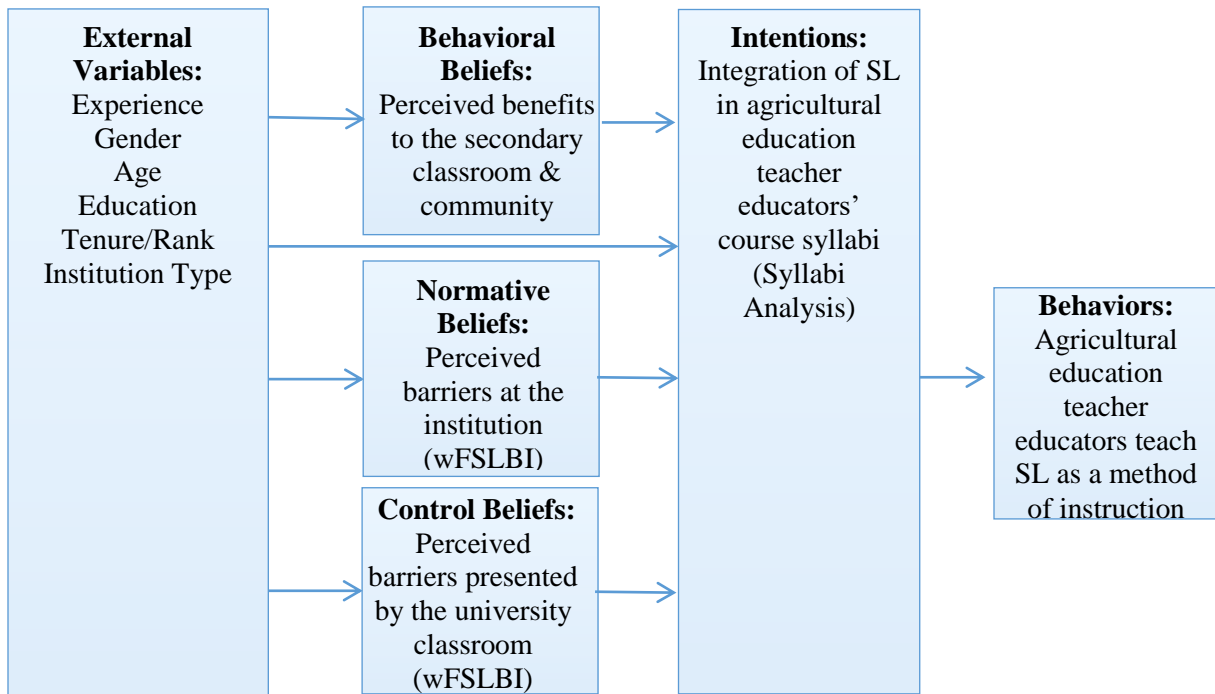 External
Variables:
Experience
Gender
Age
Education
Tenure/Rank
Institution Type
Behavioral
Beliefs:
Perceived benefits
to the secondary
classroom &
community
Normative
Beliefs:
Perceived
barriers at the
institution
(wFSLBI)
Control Beliefs:
Perceived
barriers presented
by the university
classroom
(wFSLBI)
Intentions:
Integration of SL
in agricultural
education
teacher
educators’
course syllabi
(Syllabi
Analysis)
Behaviors:
Agricultural
education
teacher
educators teach
SL as a method
of instruction